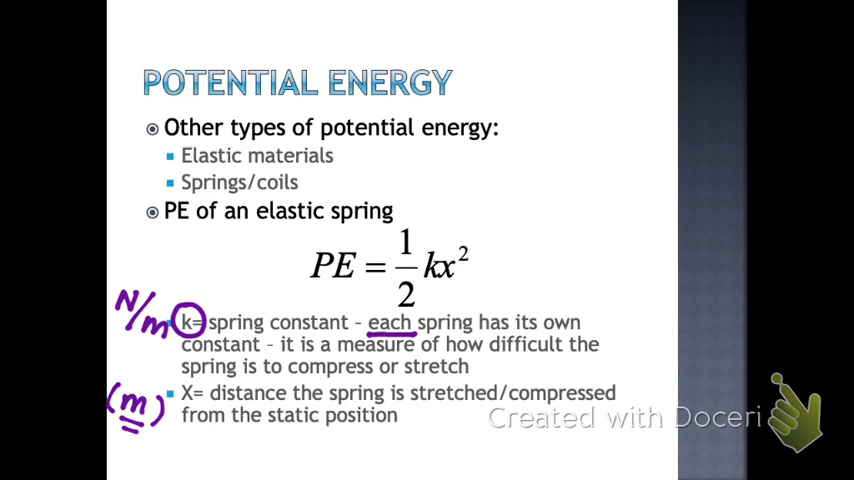 POTENTIAL ENERGY
Other types of potential energy:
Elastic materials
Springs/coils
PE of an elastic spring
PE = 1/2 kx²
N/m
k= spring constant – each spring has its own
constant – it is a measure of how difficult the
spring is to compress or stretch
(m)
X= distance the spring is stretched/compressed
from the static position
Created with Doceri